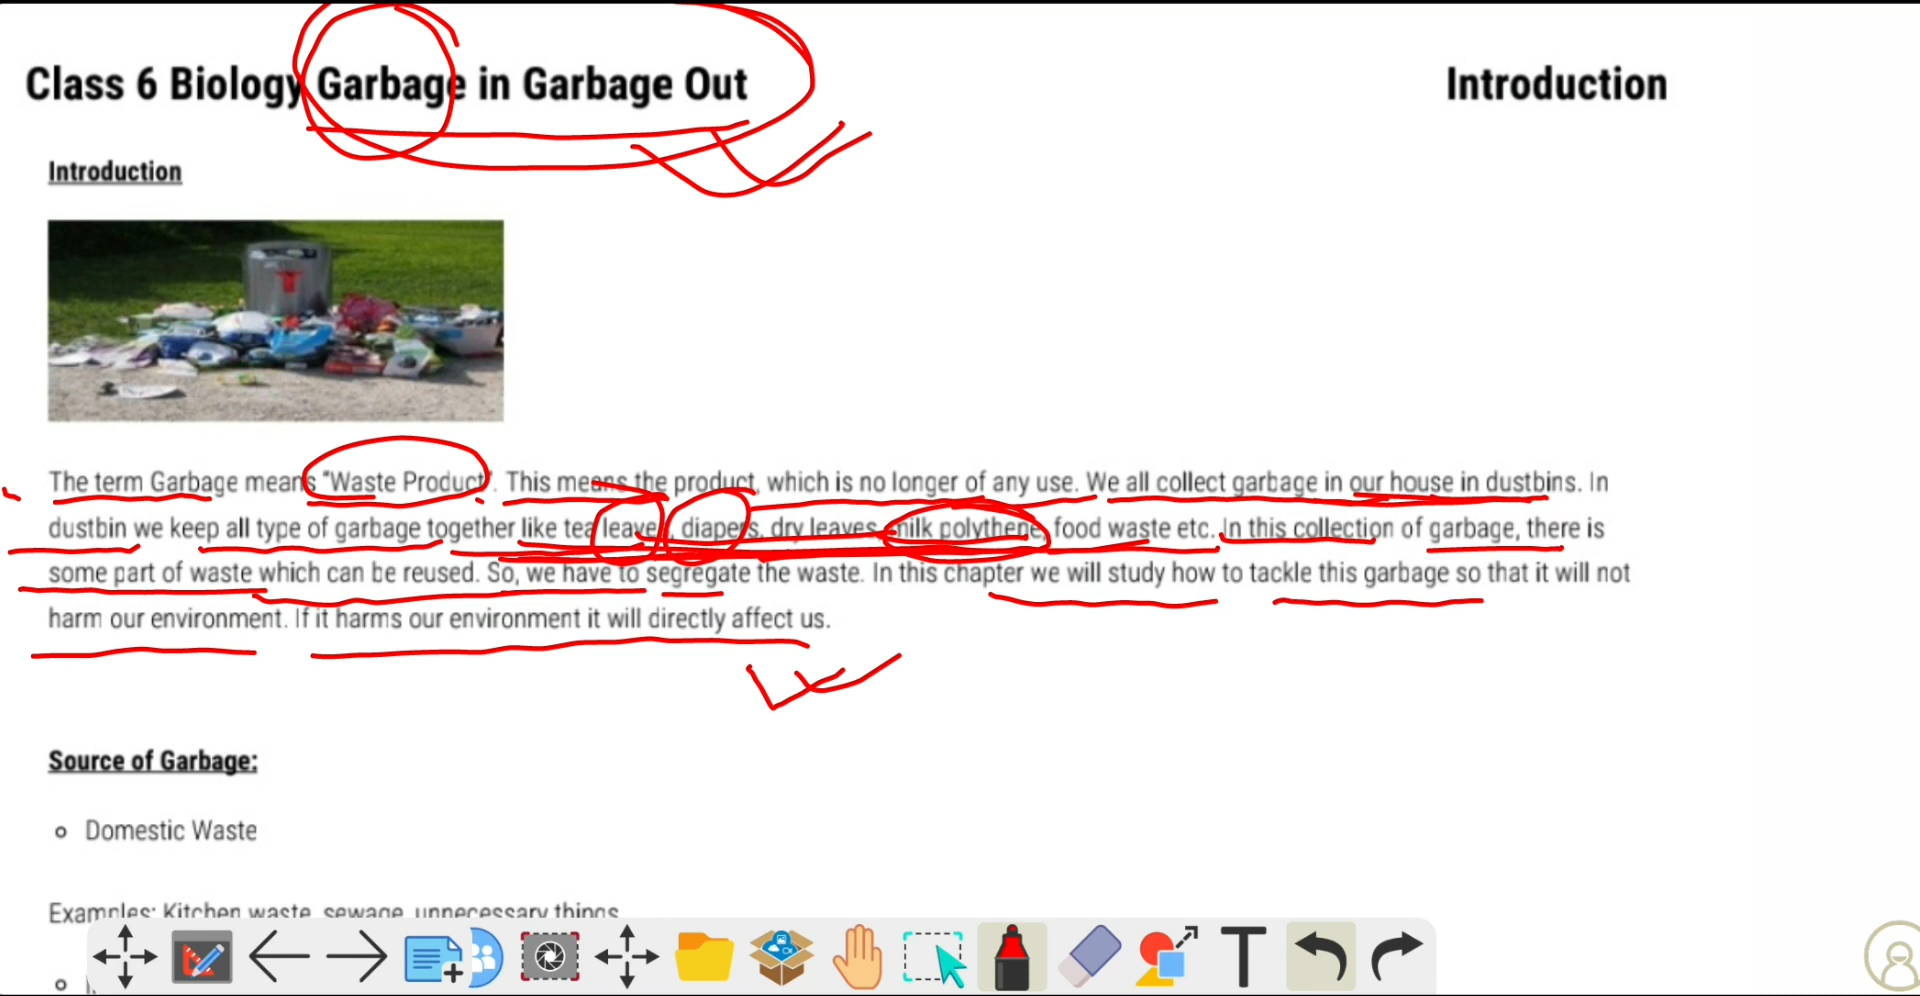 Class 6 Biology Garbage in Garbage Out
Introduction
Introduction
The term Garbage means “Waste Product”. This means the product, which is no longer of any use. We all collect garbage in our house in dustbins. In
dustbin we keep all type of garbage together like tea leave, diapers, dry leaves, milk polythene, food waste etc. In this collection of garbage, there is
some part of waste which can be reused. So, we have to segregate the waste. In this chapter we will study how to tackle this garbage so that it will not
harm our environment. If it harms our environment it will directly affect us.
Source of Garbage:
Domestic Waste
Examples: Kitchen waste, sewage, unnecessary things